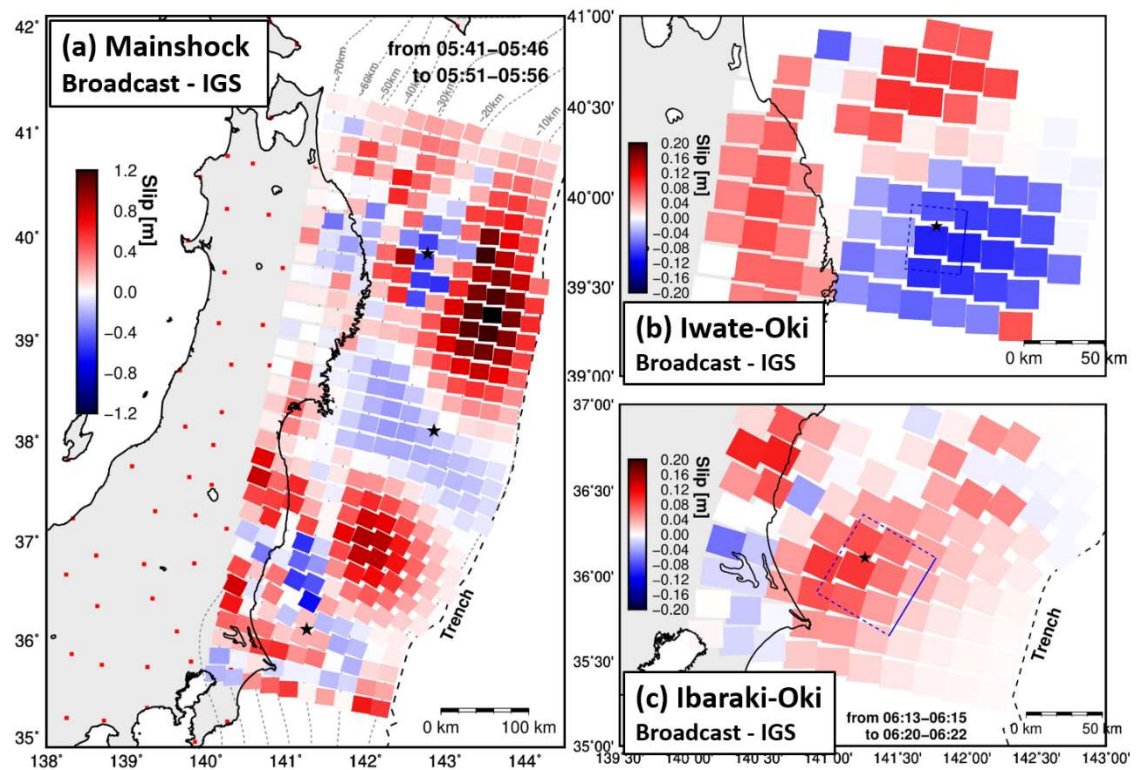 (a) Mainshock
Broadcast - IGS
from 05:41–05:46
to 05:51–05:56
~70km
~60km
~50km
~40km
~30km
~20km
~10km
Slip [m]
1.2
0.8
0.4
0.0
−0.4
−0.8
−1.2
Trench
0 km 100 km
42˚
41˚
40˚
39˚
38˚
37˚
36˚
35˚
138˚ 139˚ 140˚ 141˚ 142˚ 143˚ 144˚
41˚00'
40˚30'
40˚00'
39˚30'
39˚00'
Slip [m]
0.20
0.16
0.12
0.08
0.04
0.00
−0.04
−0.08
−0.12
−0.16
−0.20
(b) Iwate-Oki
Broadcast - IGS
0 km 50 km
37˚00'
36˚30'
36˚00'
35˚30'
35˚00'
Slip [m]
0.20
0.16
0.12
0.08
0.04
0.00
−0.04
−0.08
−0.12
−0.16
−0.20
Trench
(c) Ibaraki-Oki
Broadcast - IGS
from 06:13–06:15
to 06:20–06:22
0 km 50 km
140˚00' 140˚30' 141˚00' 141˚30' 142˚00' 142˚30' 143˚00'